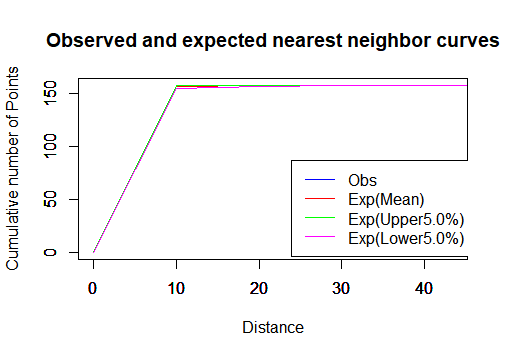 Observed and expected nearest neighbor curves
Cumulative number of Points
150
100
50
0
Obs
Exp(Mean)
Exp(Upper5.0%)
Exp(Lower5.0%)
0 10 20 30 40
Distance